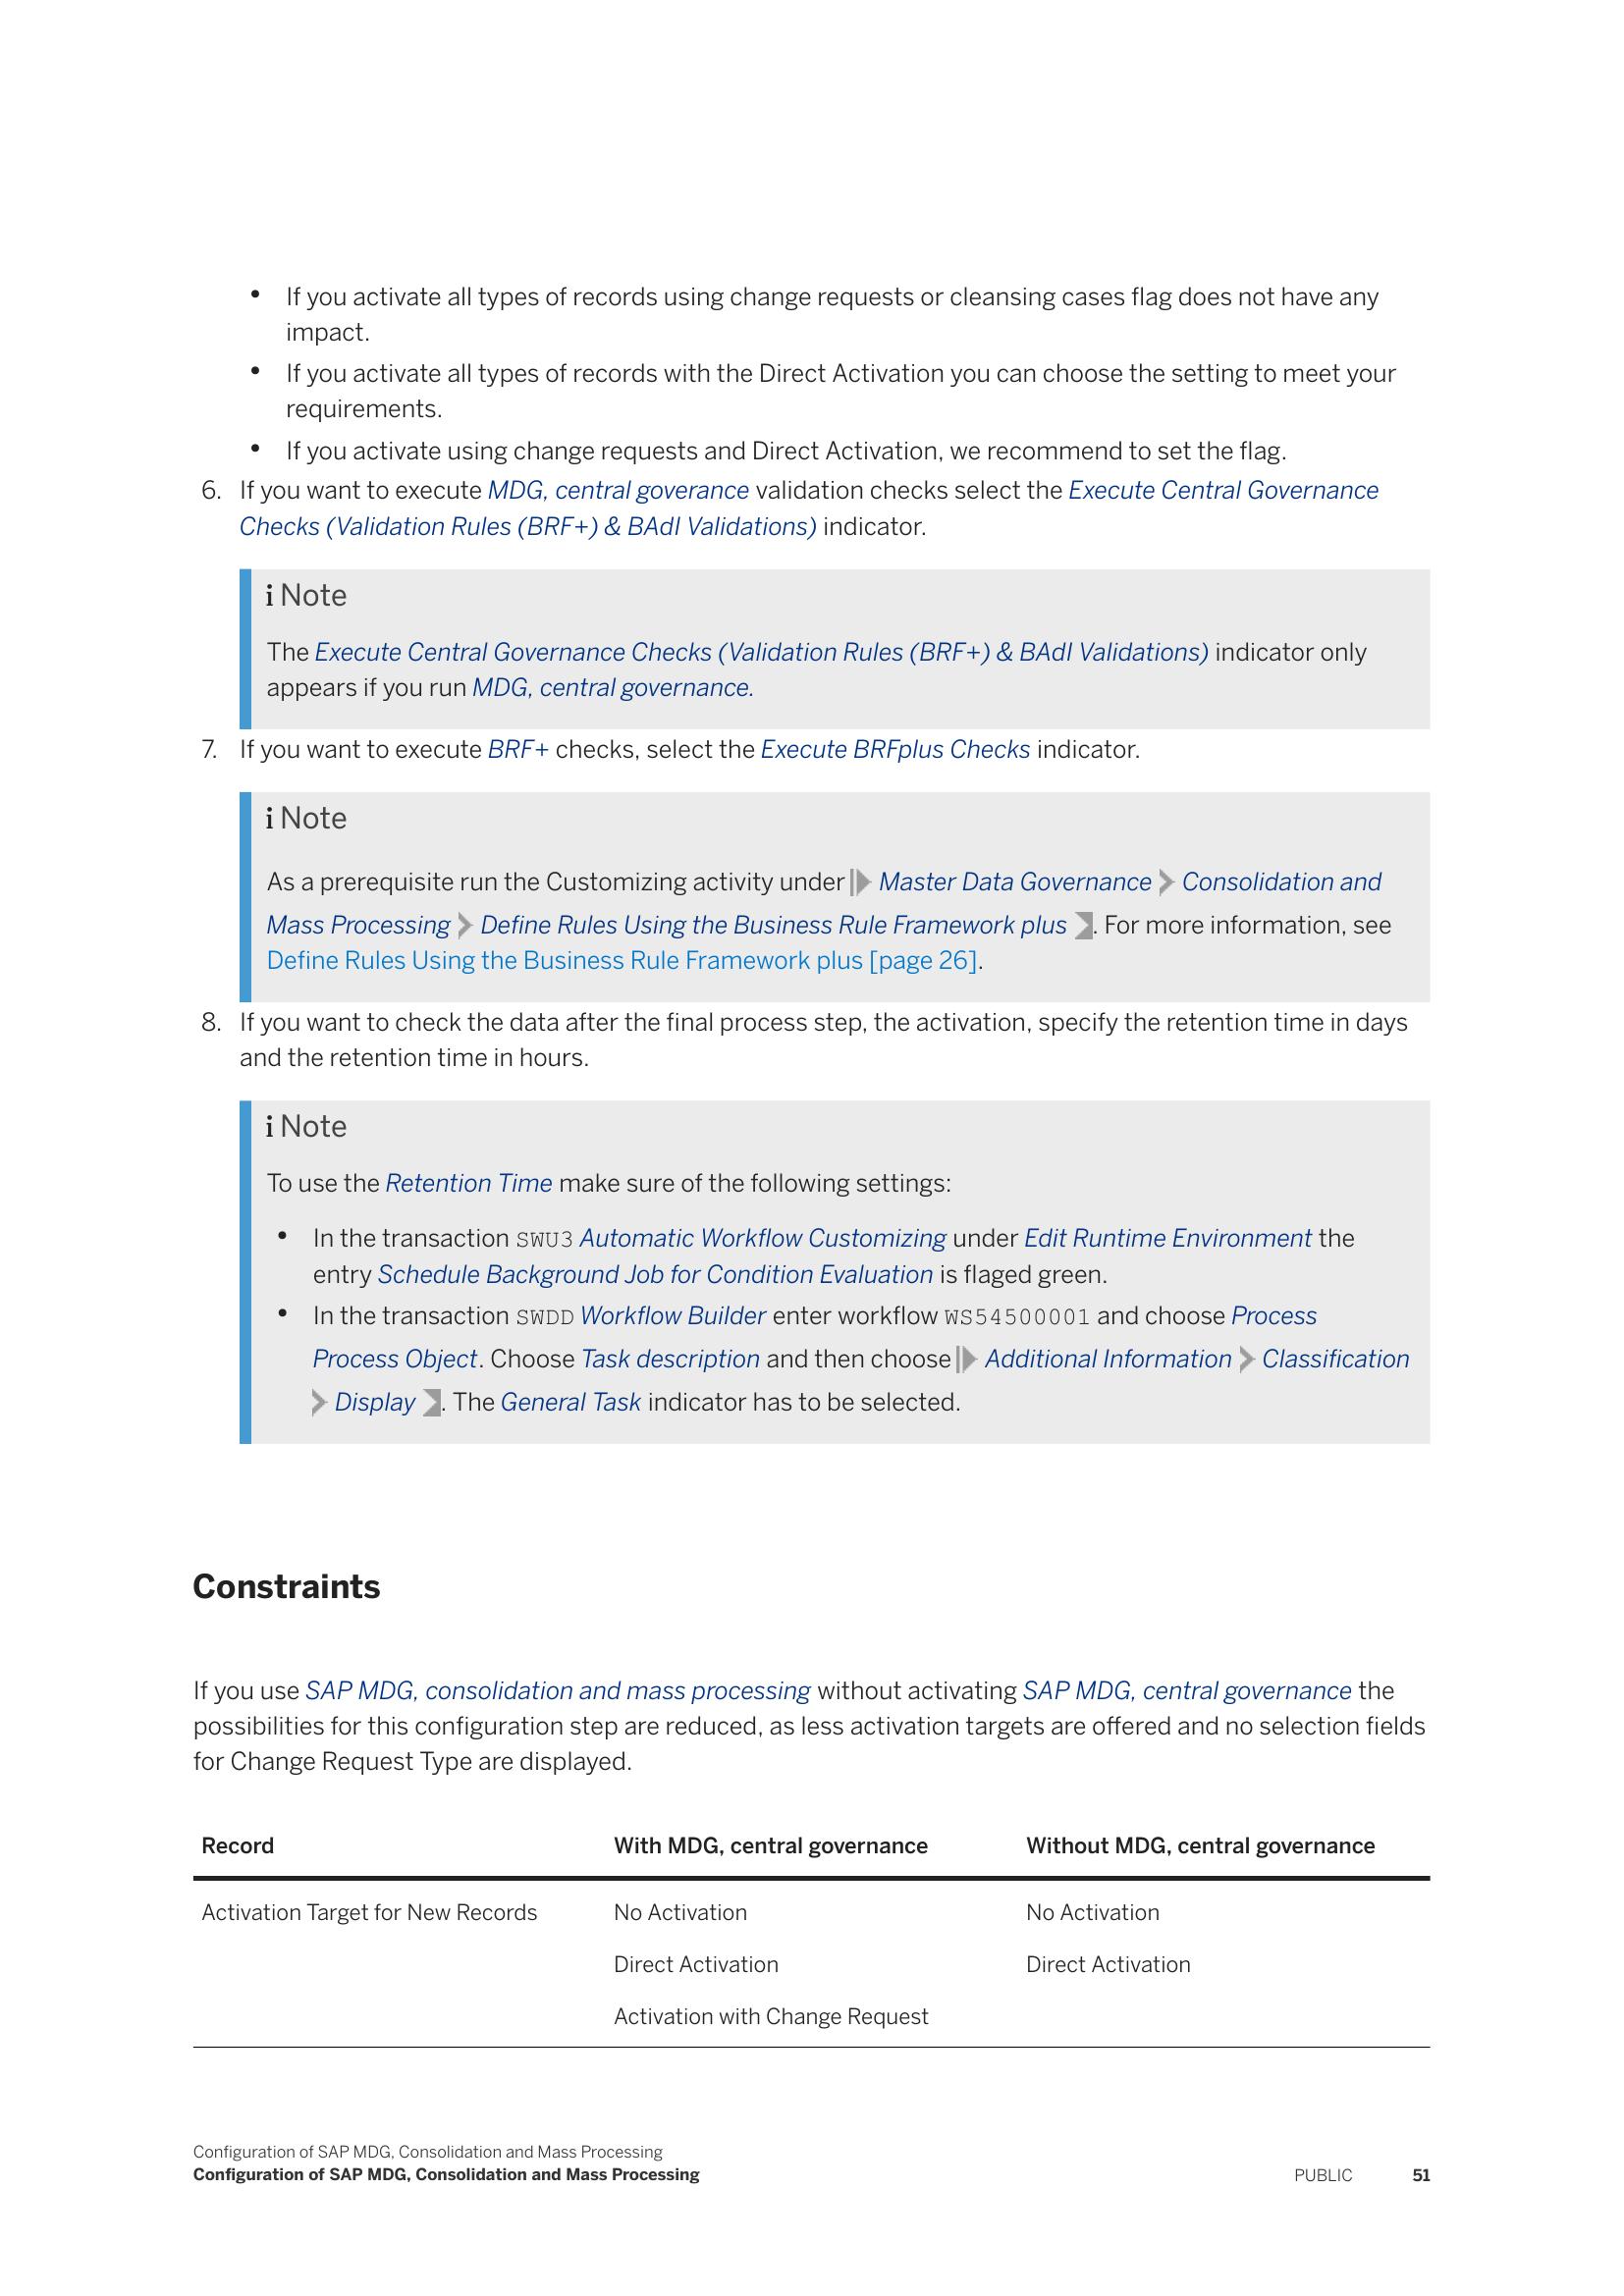 • If you activate all types of records using change requests or cleansing cases flag does not have any
impact.
• If you activate all types of records with the Direct Activation you can choose the setting to meet your
requirements.
• If you activate using change requests and Direct Activation, we recommend to set the flag.
6. If you want to execute MDG, central goverance validation checks select the Execute Central Governance
Checks (Validation Rules (BRF+) & BAdI Validations) indicator.
i Note
The Execute Central Governance Checks (Validation Rules (BRF+) & BAdI Validations) indicator only
appears if you run MDG, central governance.
7. If you want to execute BRF+ checks, select the Execute BRFplus Checks indicator.
i Note
As a prerequisite run the Customizing activity under Master Data Governance Consolidation and
Mass Processing Define Rules Using the Business Rule Framework plus . For more information, see
Define Rules Using the Business Rule Framework plus [page 26].
8. If you want to check the data after the final process step, the activation, specify the retention time in days
and the retention time in hours.
i Note
To use the Retention Time make sure of the following settings:
• In the transaction SWU3 Automatic Workflow Customizing under Edit Runtime Environment the
entry Schedule Background Job for Condition Evaluation is flaged green.
• In the transaction SWDD Workflow Builder enter workflow WS54500001 and choose Process
Process Object. Choose Task description and then choose Additional Information Classification
Display . The General Task indicator has to be selected.
Constraints
If you use SAP MDG, consolidation and mass processing without activating SAP MDG, central governance the
possibilities for this configuration step are reduced, as less activation targets are offered and no selection fields
for Change Request Type are displayed.
Record With MDG, central governance Without MDG, central governance
Activation Target for New Records No Activation No Activation
Direct Activation Direct Activation
Activation with Change Request
Configuration of SAP MDG, Consolidation and Mass Processing
Configuration of SAP MDG, Consolidation and Mass Processing PUBLIC 51